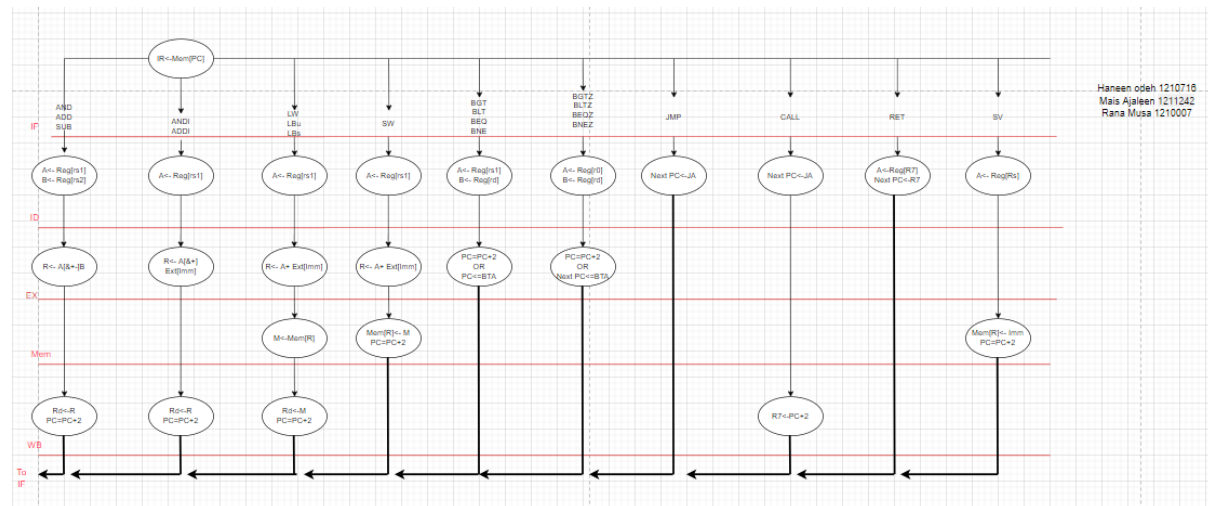 IR<-Mem[PC]
Haneen odeh 1210716
Mais Ajaleen 1211242
Rana Musa 1210007
AND
ADD
SUB
ANDI
ADDI
LW
LBu
LBs
SW
BGT
BLT
BEQ
BNE
BGTZ
BLTZ
BEQZ
BNEZ
JMP
CALL
RET
SV
IF
A<- Reg[rs1]
B<- Reg[rs2]
A<- Reg[rs1]
A<- Reg[rs1]
A<- Reg[rs1]
A<- Reg[rs1]
B<- Reg[rd]
A<- Reg[r0]
B<- Reg[rd]
Next PC<-JA
Next PC<-JA
A<-Reg[R7]
Next PC<-R7
A<- Reg[Rs]
ID
R<- A[&+-]B
R<- A[&+]
Ext[Imm]
R<- A+ Ext[Imm]
R<- A+ Ext[Imm]
PC=PC+2
OR
PC<=BTA
PC=PC+2
OR
Next PC<=BTA
EX
M<-Mem[R]
Mem[R]<- M
PC=PC+2
Mem[R]<- Imm
PC=PC+2
Mem
Rd<-R
PC=PC+2
Rd<-R
PC=PC+2
Rd<-M
PC=PC+2
R7<-PC+2
WB
To
IF